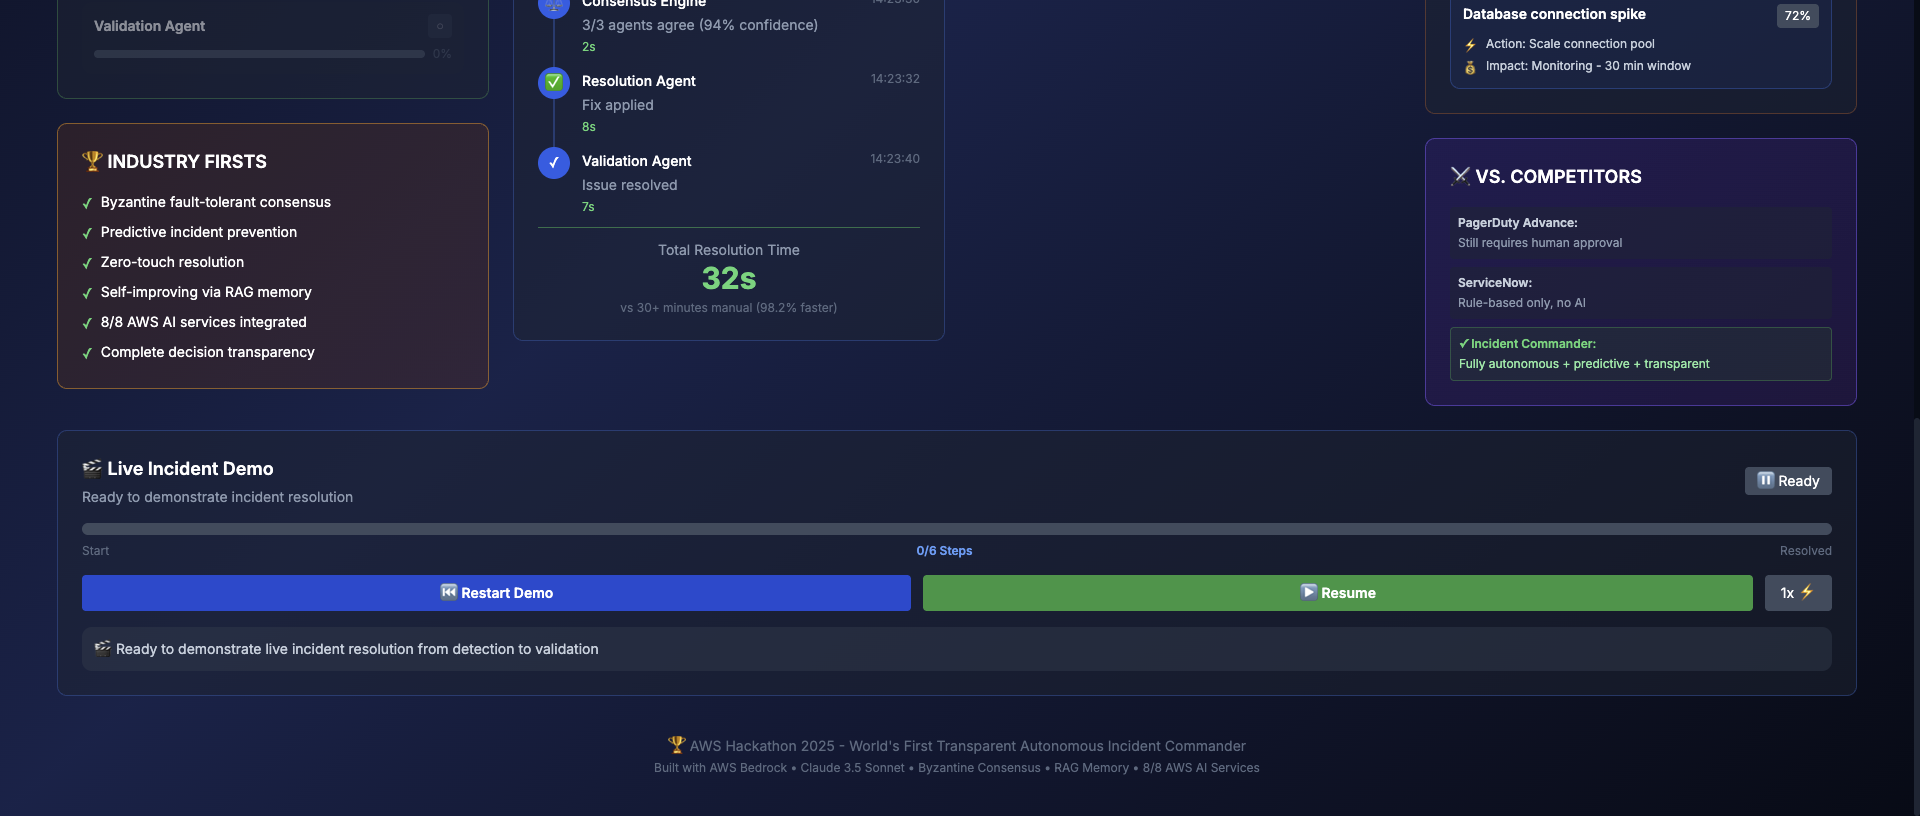 Validation Agent
0%
🏆 INDUSTRY FIRSTS
✓ Byzantine fault-tolerant consensus
✓ Predictive incident prevention
✓ Zero-touch resolution
✓ Self-improving via RAG memory
✓ 8/8 AWS AI services integrated
✓ Complete decision transparency
Consensus Engine
14:23:30
3/3 agents agree (94% confidence)
2s
✅ Resolution Agent
14:23:32
Fix applied
8s
✓ Validation Agent
14:23:40
Issue resolved
7s
Total Resolution Time
32s
vs 30+ minutes manual (98.2% faster)
Database connection spike
72%
⚡ Action: Scale connection pool
💰 Impact: Monitoring - 30 min window
⚔️ VS. COMPETITORS
PagerDuty Advance:
Still requires human approval
ServiceNow:
Rule-based only, no AI
✓ Incident Commander:
Fully autonomous + predictive + transparent
🎬 Live Incident Demo
Ready to demonstrate incident resolution
⏸️ Ready
Start
0/6 Steps
Resolved
⏮️ Restart Demo
▶️ Resume
1x ⚡
🎬 Ready to demonstrate live incident resolution from detection to validation
🏆 AWS Hackathon 2025 - World's First Transparent Autonomous Incident Commander
Built with AWS Bedrock • Claude 3.5 Sonnet • Byzantine Consensus • RAG Memory • 8/8 AWS AI Services